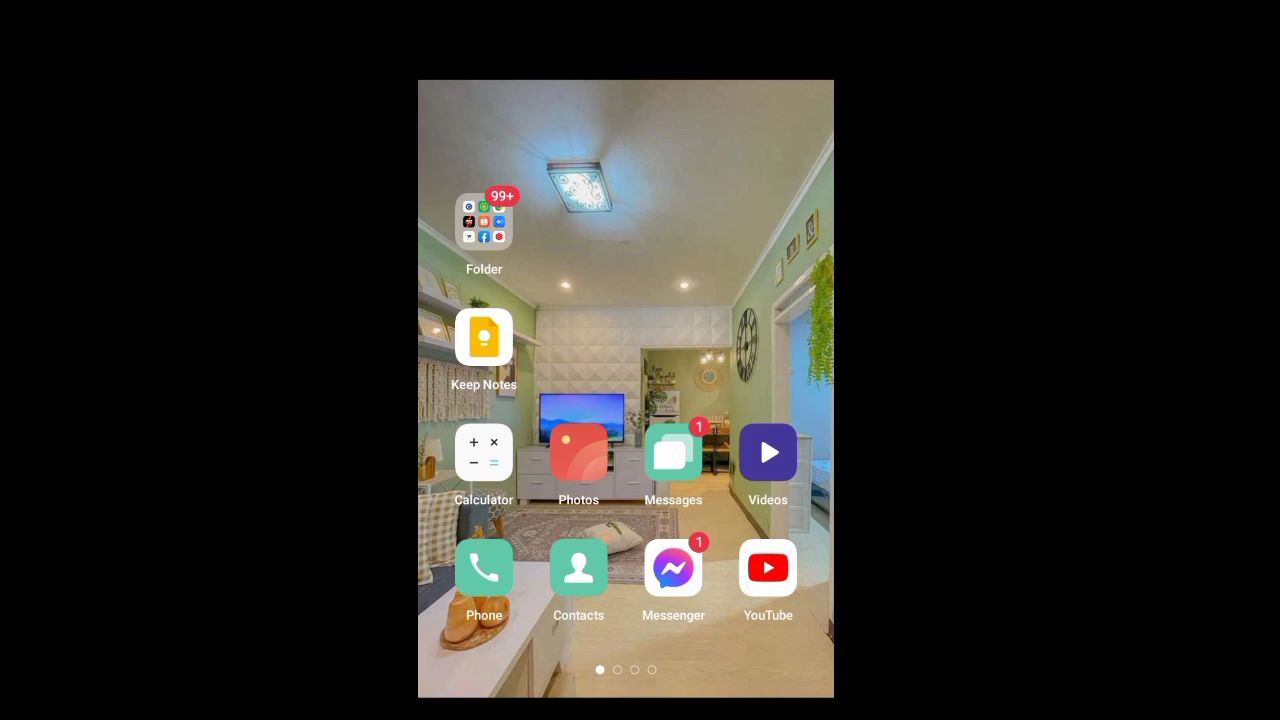 99+
Folder
Keep Notes
1
Calculator Photos Messages Videos
1
Phone Contacts Messenger YouTube